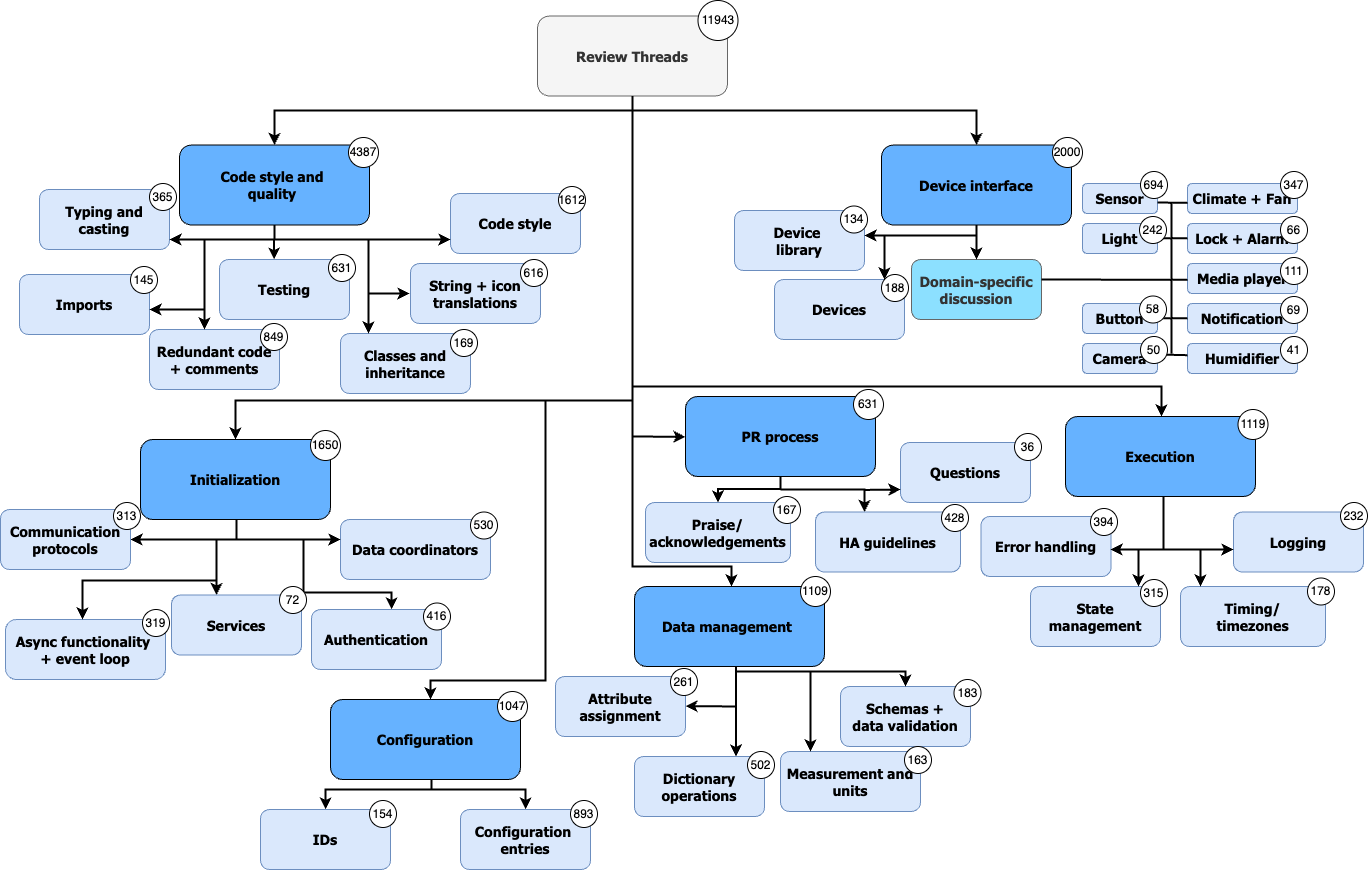 11943
Review Threads
4387
Code style and
quality
365
Typing and
casting
1612
Code style
145
Imports
631
Testing
616
String + icon
translations
849
Redundant code
+ comments
169
Classes and
inheritance
2000
Device interface
134
Device
library
188
Devices
Domain-specific
discussion
694
Sensor
347
Climate + Fan
242
Light
66
Lock + Alarm
111
Media player
58
Button
69
Notification
50
Camera
41
Humidifier
1650
Initialization
313
Communication
protocols
530
Data coordinators
319
Async functionality
+ event loop
72
Services
416
Authentication
631
PR process
36
Questions
167
Praise/
acknowledgements
428
HA guidelines
1119
Execution
394
Error handling
232
Logging
315
State
management
178
Timing/
timezones
1109
Data management
261
Attribute
assignment
183
Schemas +
data validation
502
Dictionary
operations
163
Measurement and
units
1047
Configuration
154
IDs
893
Configuration
entries